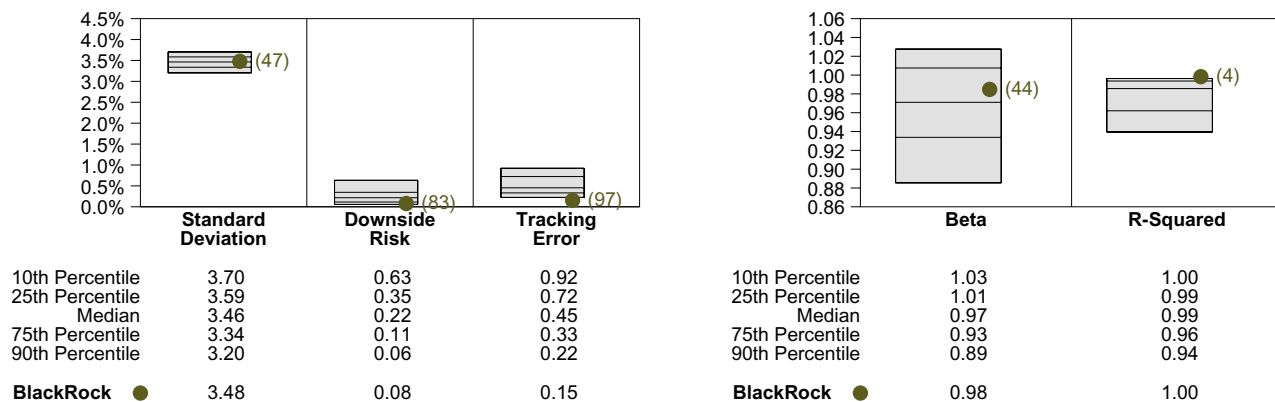 4.5%
4.5%
4.0%
3.5%
3.0%
2.5%
2.0%
1.5%
1.0%
0.5%
0.0%
(47)
(83)
(97)
Standard Deviation
Downside Risk
Tracking Error
10th Percentile 3.70 0.63 0.92
25th Percentile 3.59 0.35 0.72
Median 3.46 0.22 0.45
75th Percentile 3.34 0.11 0.33
90th Percentile 3.20 0.06 0.22
BlackRock 3.48 0.08 0.15
1.06
1.04
1.02
1.00
0.98
0.96
0.94
0.92
0.90
0.88
0.86
(44)
(4)
Beta R-Squared
10th Percentile 1.03 1.00
25th Percentile 1.01 0.99
Median 0.97 0.99
75th Percentile 0.93 0.96
90th Percentile 0.89 0.94
BlackRock 0.98 1.00